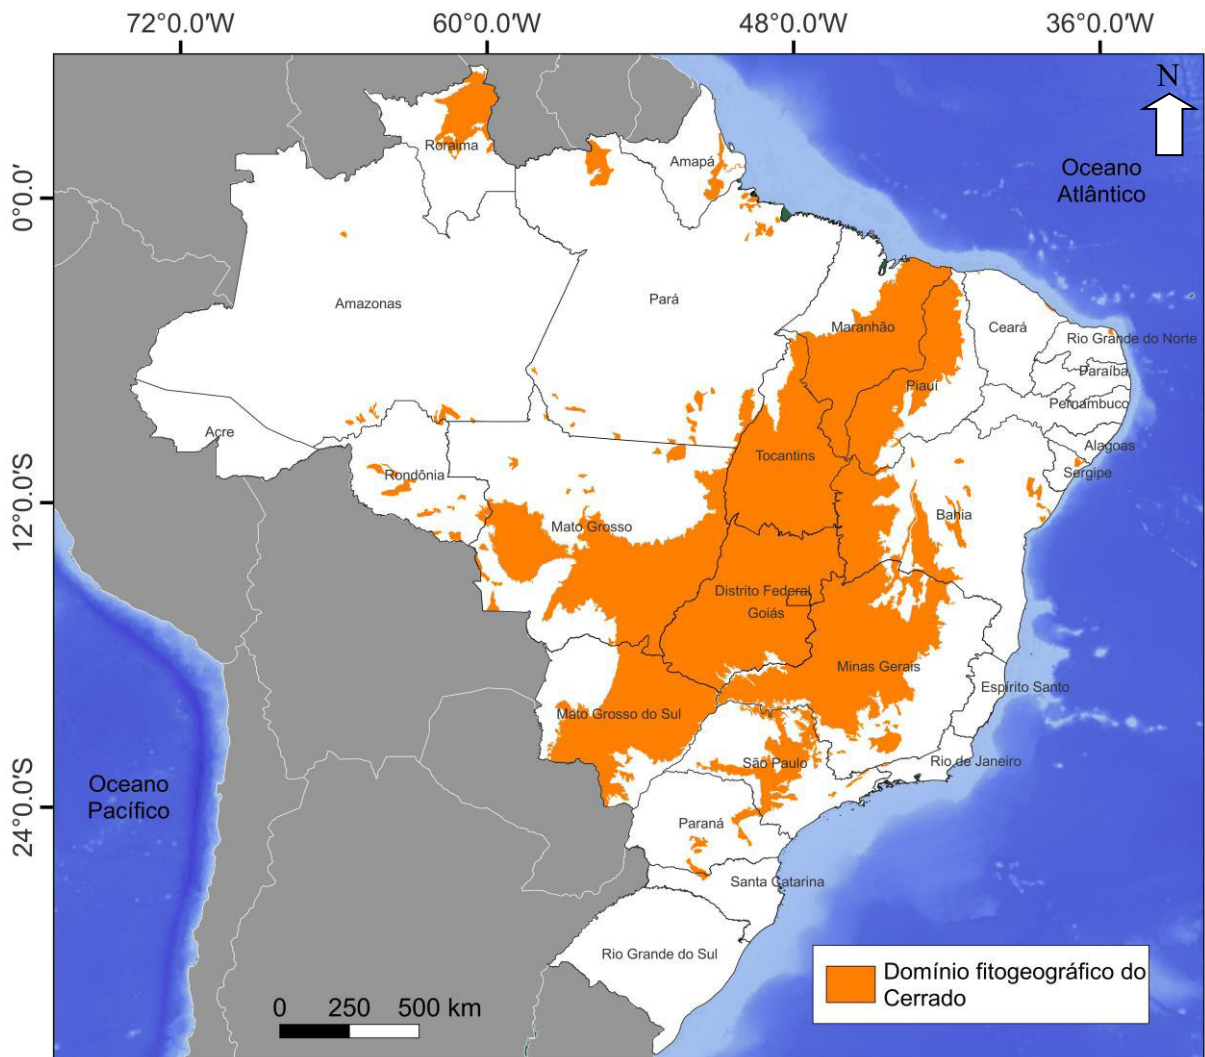 72°0.0'W 60°0.0'W 48°0.0'W 36°0.0'W
N
Roraima
Amapá
Oceano
Atlântico
0°0.0'
Amazonas
Pará
Maranhão
Ceará
Rio Grande do Norte
Paraíba
Piauí
Pernambuco
Acre
Alagoas
Tocantins
Sergipe
Rondônia
12°0.0'S
Mato Grosso
Bahia
Distrito Federal
Goiás
Minas Gerais
Espírito Santo
Mato Grosso do Sul
São Paulo
Rio de Janeiro
Oceano
Pacífico
24°0.0'S
Paraná
Santa Catarina
Rio Grande do Sul
Domínio fitogeográfico do
Cerrado
0 250 500 km